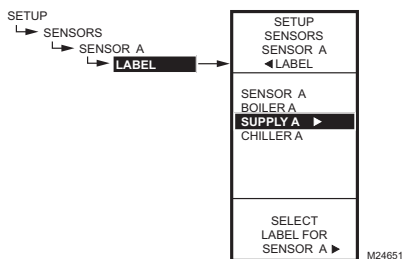 SETUP
SENSORS
SENSOR A
LABEL
SETUP
SENSORS
SENSOR A
◄LABEL
SENSOR A
BOILER A
SUPPLY A ►
CHILLER A
SELECT
LABEL FOR
SENSOR A ►
M24651